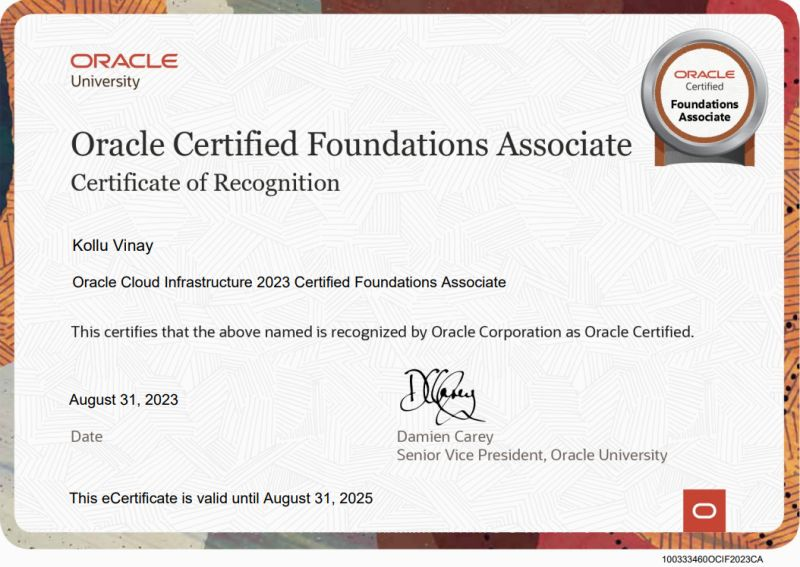 ORACLE
University
ORACLE
Certified
Foundations
Associate
Oracle Certified Foundations Associate
Certificate of Recognition
Kollu Vinay
Oracle Cloud Infrastructure 2023 Certified Foundations Associate
This certifies that the above named is recognized by Oracle Corporation as Oracle Certified.
DCarey
August 31, 2023
Date
Damien Carey
Senior Vice President, Oracle University
This eCertificate is valid until August 31, 2025
100333460OCIF2023CA